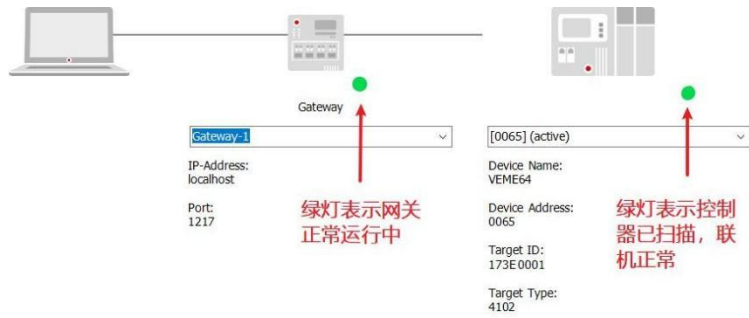 Gateway
Gateway-1
[0065] (active)
IP-Address:
localhost
Port:
1217
绿灯表示网关
正常运行中
Device Name:
VEME64
Device Address:
0065
Target ID:
173E0001
Target Type:
4102
绿灯表示控制
器已扫描，联
机正常